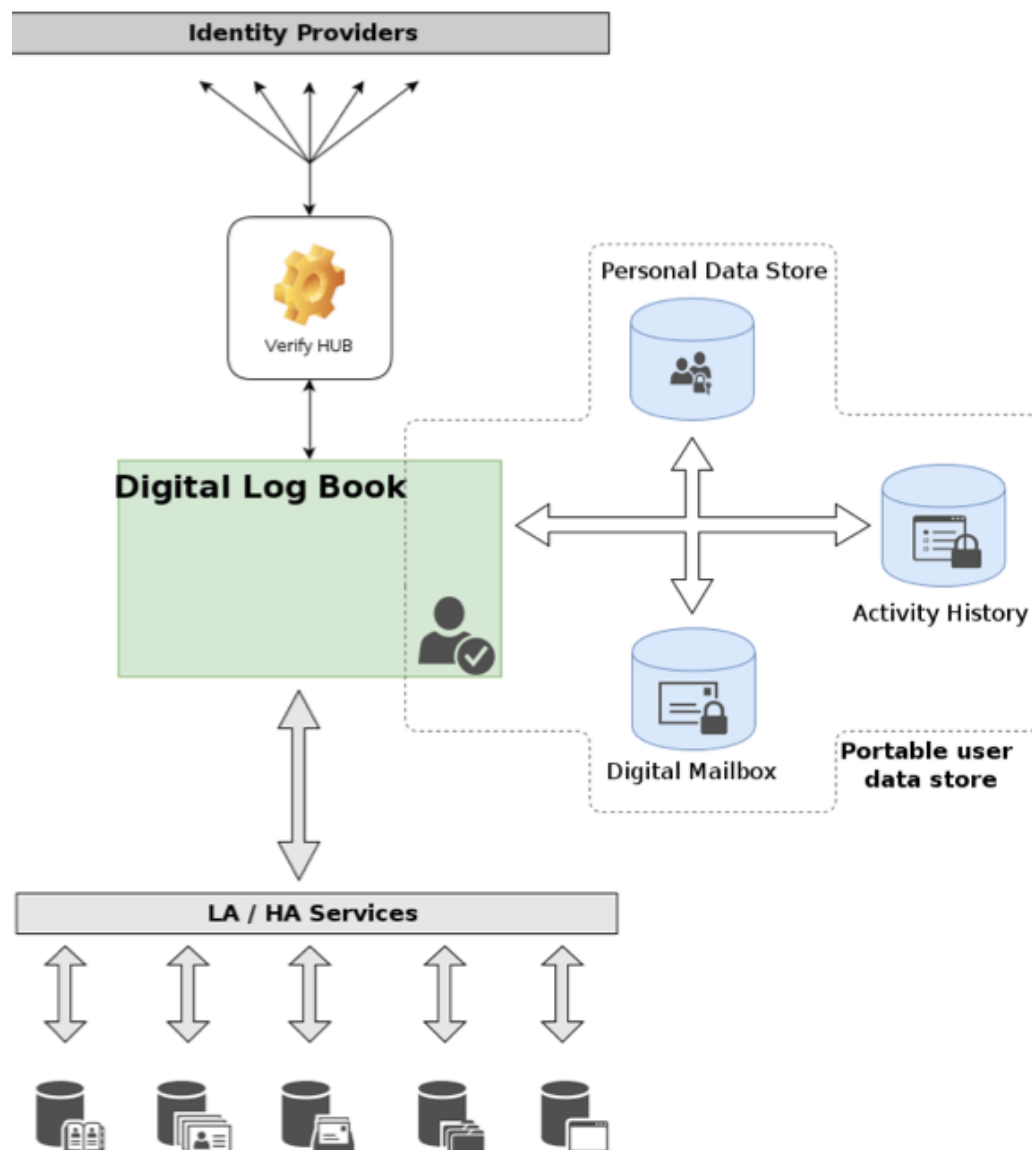 Identity Providers
Verify HUB
Personal Data Store
Digital Log Book
Activity History
Digital Mailbox
Portable user
data store
LA / HA Services